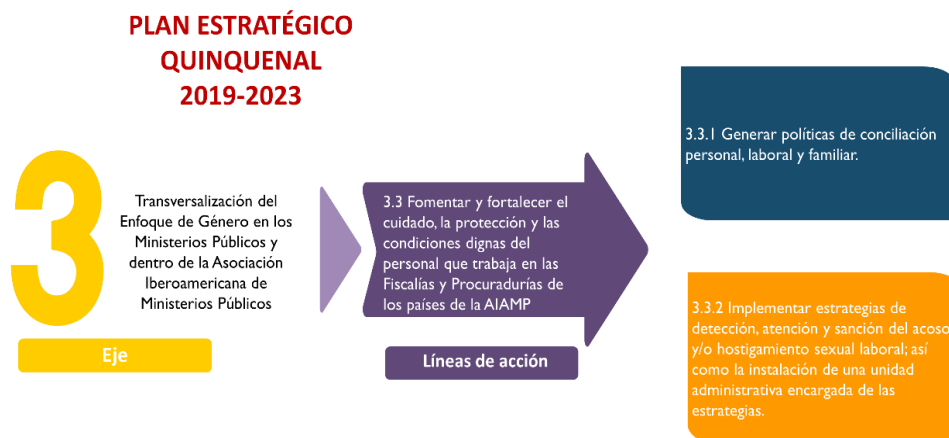 PLAN ESTRATÉGICO
QUINQUENAL
2019-2023
3
Transversalización del
Enfoque de Género en los
Ministerios Públicos y
dentro de la Asociación
Iberoamericana de
Ministerios Públicos
Eje
3.3 Fomentar y fortalecer el
cuidado, la protección y las
condiciones dignas del
personal que trabaja en las
Fiscalías y Procuradurías de
los países de la AIAMP
Líneas de acción
3.3.1 Generar políticas de conciliación
personal, laboral y familiar.
3.3.2 Implementar estrategias de
detección, atención y sanción del acoso
y/o hostigamiento sexual laboral; así
como la instalación de una unidad
administrativa encargada de las
estrategias.